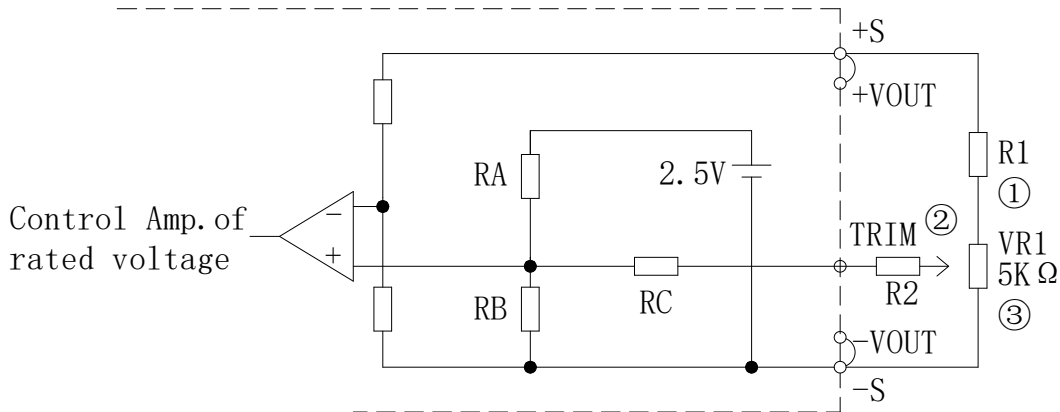 +S
+VOUT
R1
①
RA
2.5V
Control Amp.of
rated voltage
−
+
TRIM
②
VR1
5KΩ
③
RB
RC
R2
-VOUT
-S